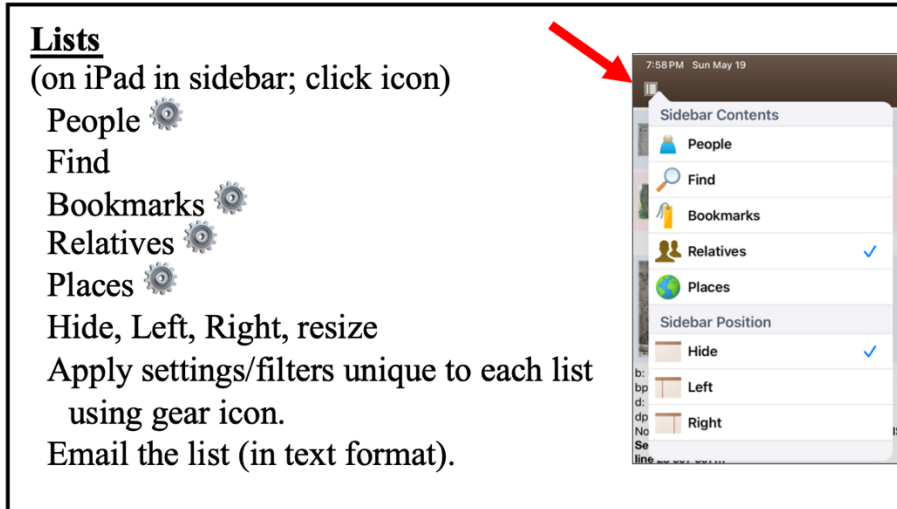 Lists
(on iPad in sidebar; click icon)
People
Find
Bookmarks
Relatives
Places
Hide, Left, Right, resize
Apply settings/filters unique to each list
using gear icon.
Email the list (in text format).
7:58 PM Sun May 19
Sidebar Contents
People
Find
Bookmarks
Relatives
Places
Sidebar Position
Hide
Left
Right
b:
bp
d:
dp
No
Se